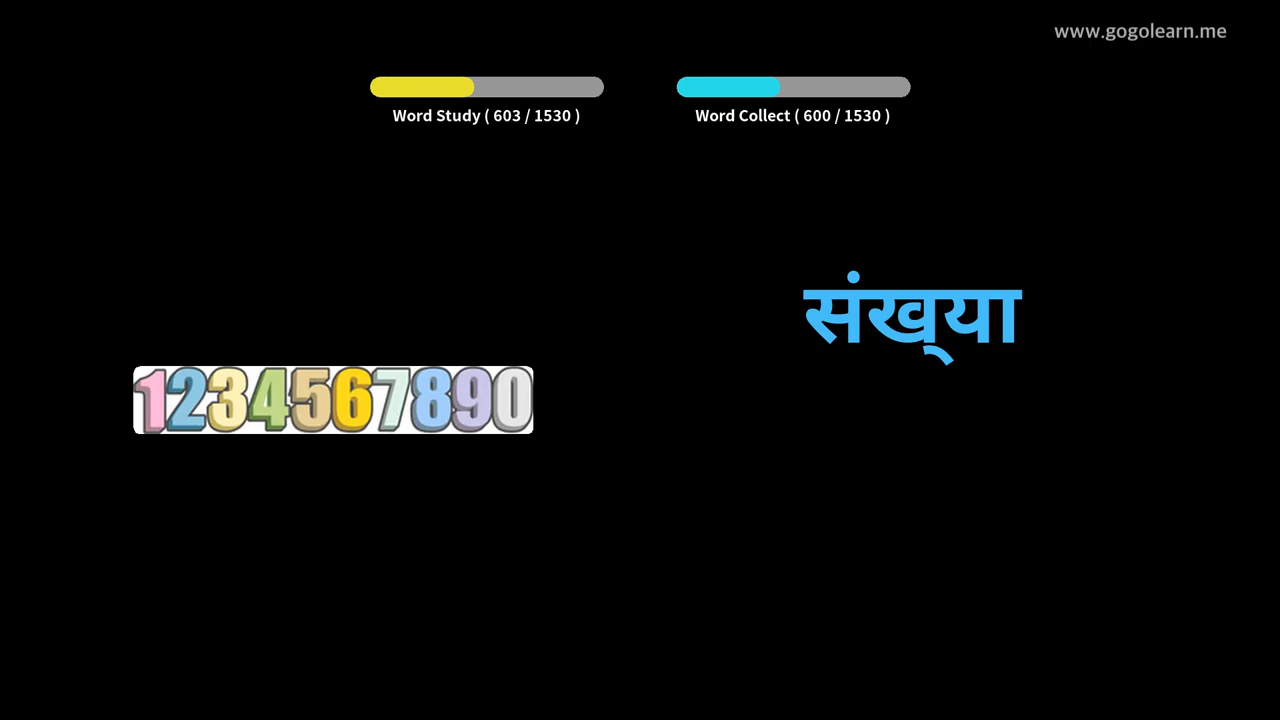 www.gogolearn.me
Word Study ( 603 / 1530 )
Word Collect ( 600 / 1530 )
संख्‌या
1234567890